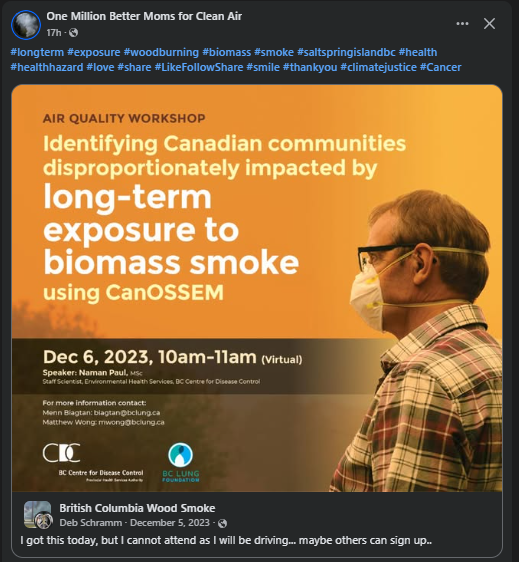 One Million Better Moms for Clean Air
17h ·
#longterm #exposure #woodburning #biomass #smoke #saltspringislandbc #health
#healthhazard #love #share #LikeFollowShare #smile #thankyou #climatejustice #Cancer
AIR QUALITY WORKSHOP
Identifying Canadian communities
disproportionately impacted by
long-term
exposure to
biomass smoke
using CanOSSEM
Dec 6, 2023, 10am-11am (Virtual)
Speaker: Naman Paul, MSc
Staff Scientist, Environmental Health Services, BC Centre for Disease Control
For more information contact:
Menn Biagtan: biagtan@bclung.ca
Matthew Wong: mwong@bclung.ca
BC Centre for Disease Control
Provincial Health Services Authority
BC LUNG
FOUNDATION
British Columbia Wood Smoke
Deb Schramm · December 5, 2023 ·
I got this today, but I cannot attend as I will be driving... maybe others can sign up..